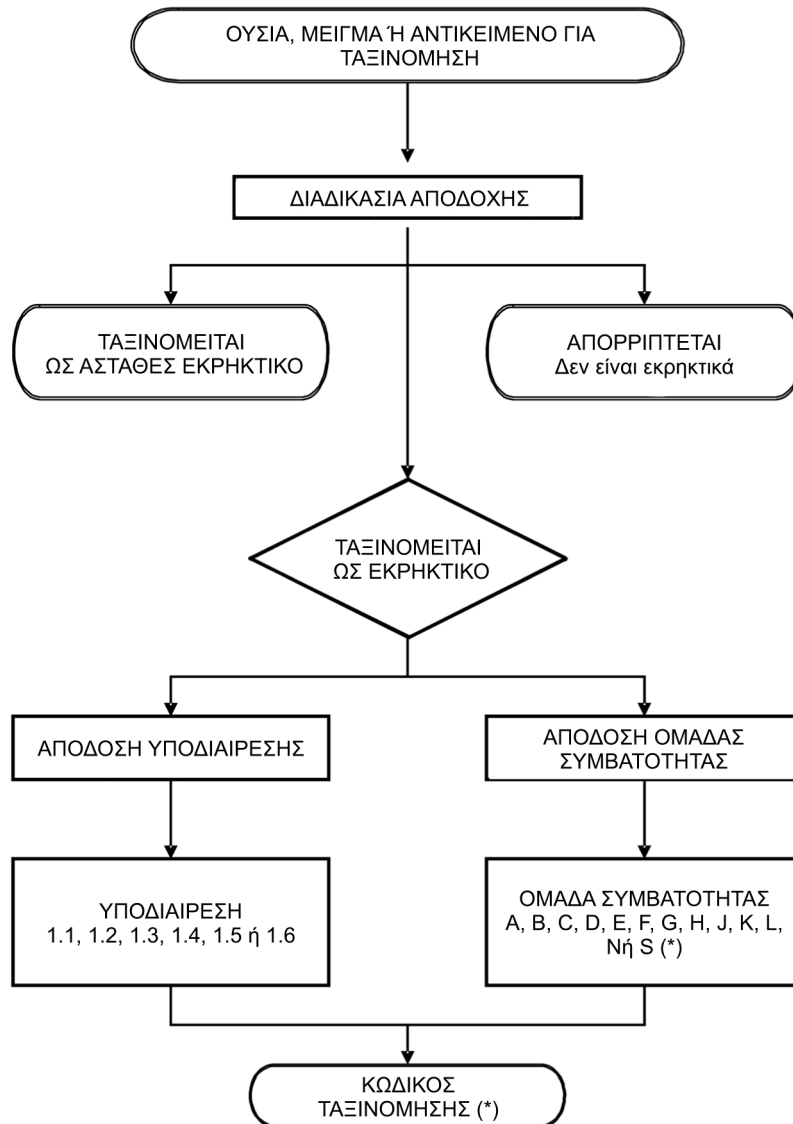 ΟΥΣΙΑ, ΜΕΙΓΜΑ Ή ΑΝΤΙΚΕΙΜΕΝΟ ΓΙΑ
ΤΑΞΙΝΟΜΗΣΗ
ΔΙΑΔΙΚΑΣΙΑ ΑΠΟΔΟΧΗΣ
ΤΑΞΙΝΟΜΕΙΤΑΙ
ΩΣ ΑΣΤΑΘΕΣ ΕΚΡΗΚΤΙΚΟ
ΑΠΟΡΡΙΠΤΕΤΑΙ
Δεν είναι εκρηκτικά
ΤΑΞΙΝΟΜΕΙΤΑΙ
ΩΣ ΕΚΡΗΚΤΙΚΟ
ΑΠΟΔΟΣΗ ΥΠΟΔΙΑΙΡΕΣΗΣ
ΑΠΟΔΟΣΗ ΟΜΑΔΑΣ
ΣΥΜΒΑΤΟΤΗΤΑΣ
ΥΠΟΔΙΑΙΡΕΣΗ
1.1, 1.2, 1.3, 1.4, 1.5 ή 1.6
ΟΜΑΔΑ ΣΥΜΒΑΤΟΤΗΤΑΣ
A, B, C, D, E, F, G, H, J, K, L,
Nή S (*)
ΚΩΔΙΚΟΣ
ΤΑΞΙΝΟΜΗΣΗΣ (*)